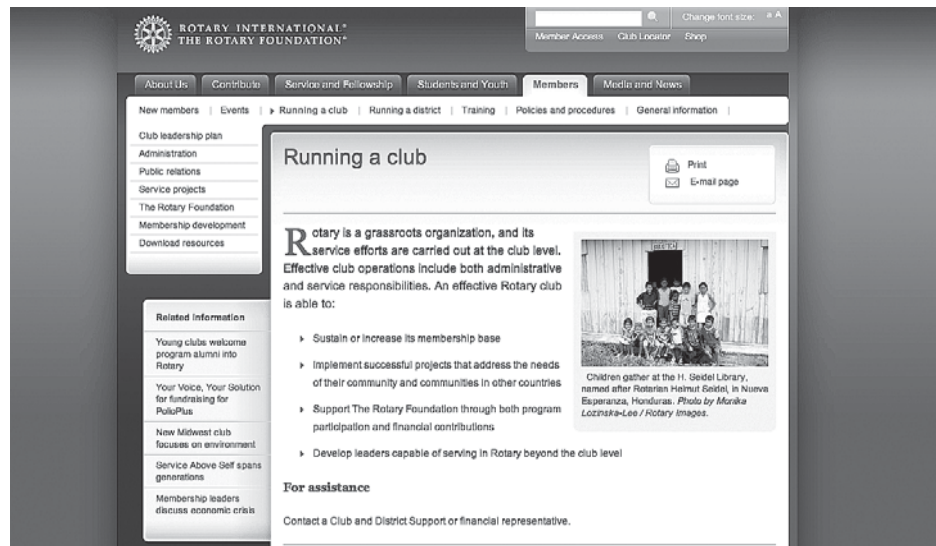 ROTARY INTERNATIONAL®
THE ROTARY FOUNDATION®
Change font size: a A
Member Access Club Locator Shop
About Us Contribute Service and Fellowship Students and Youth Members Media and News
New members | Events | Running a club | Running a district | Training | Policies and procedures | General information |
Club leadership plan
Administration
Public relations
Service projects
The Rotary Foundation
Membership development
Download resources
Running a club
Print
E-mail page
Rotary is a grassroots organization, and its
service efforts are carried out at the club level.
Effective club operations include both administrative
and service responsibilities. An effective Rotary club
is able to:
Sustain or increase its membership base
Implement successful projects that address the needs
of their community and communities in other countries
Support The Rotary Foundation through both program
participation and financial contributions
Develop leaders capable of serving in Rotary beyond the club level
Children gather at the H. Seidel Library,
named after Rotarian Helmut Seidel, in Nueva
Esperanza, Honduras. Photo by Monika
Lozinska-Lee / Rotary Images.
For assistance
Contact a Club and District Support or financial representative.
Related Information
Young clubs welcome
program alumni into
Rotary
Your Voice, Your Solution
for fundraising for
PolioPlus
New Midwest club
focuses on environment
Service Above Self spans
generations
Membership leaders
discuss economic crisis